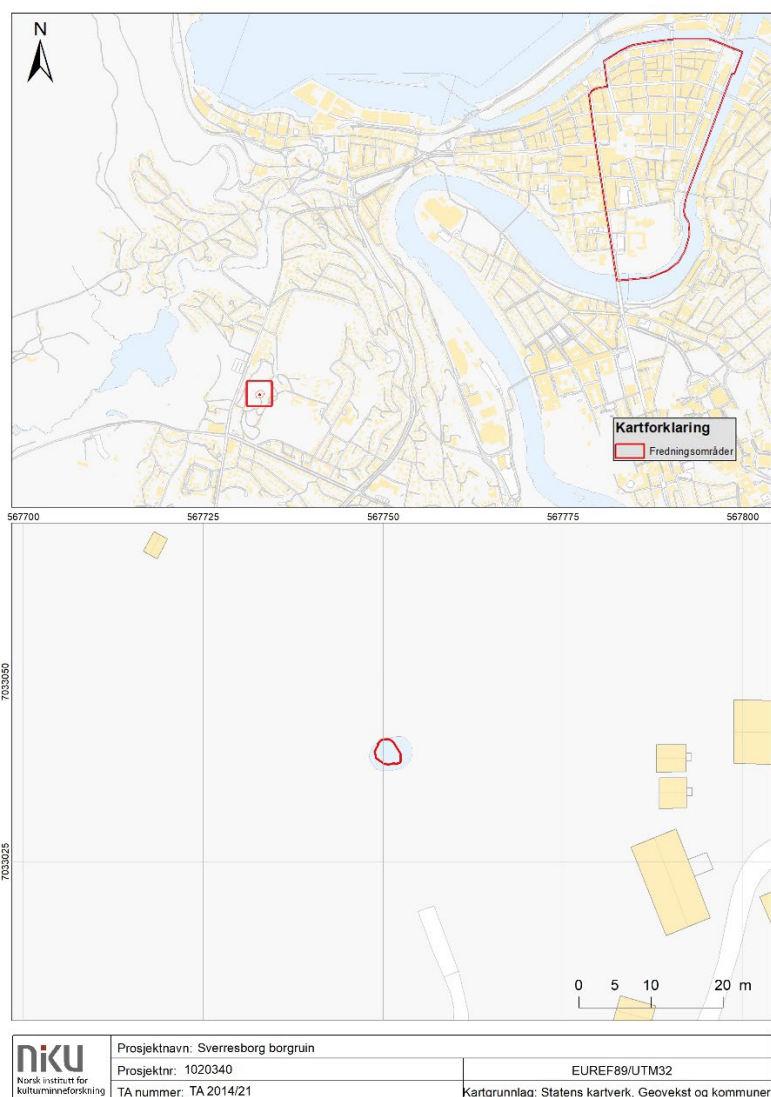 N
Kartforklaring
Fredningsområder
567700 567725 567750 567775 567800
7033050
7033025
0 5 10 20 m
niku
Norsk institutt for
kulturminneforskning
Prosjektnavn: Sverresborg borgruin
Prosjektnr: 1020340
EUREF89/UTM32
TA nummer: TA 2014/21
Kartgrunnlag: Statens kartverk, Geovekst og kommuner